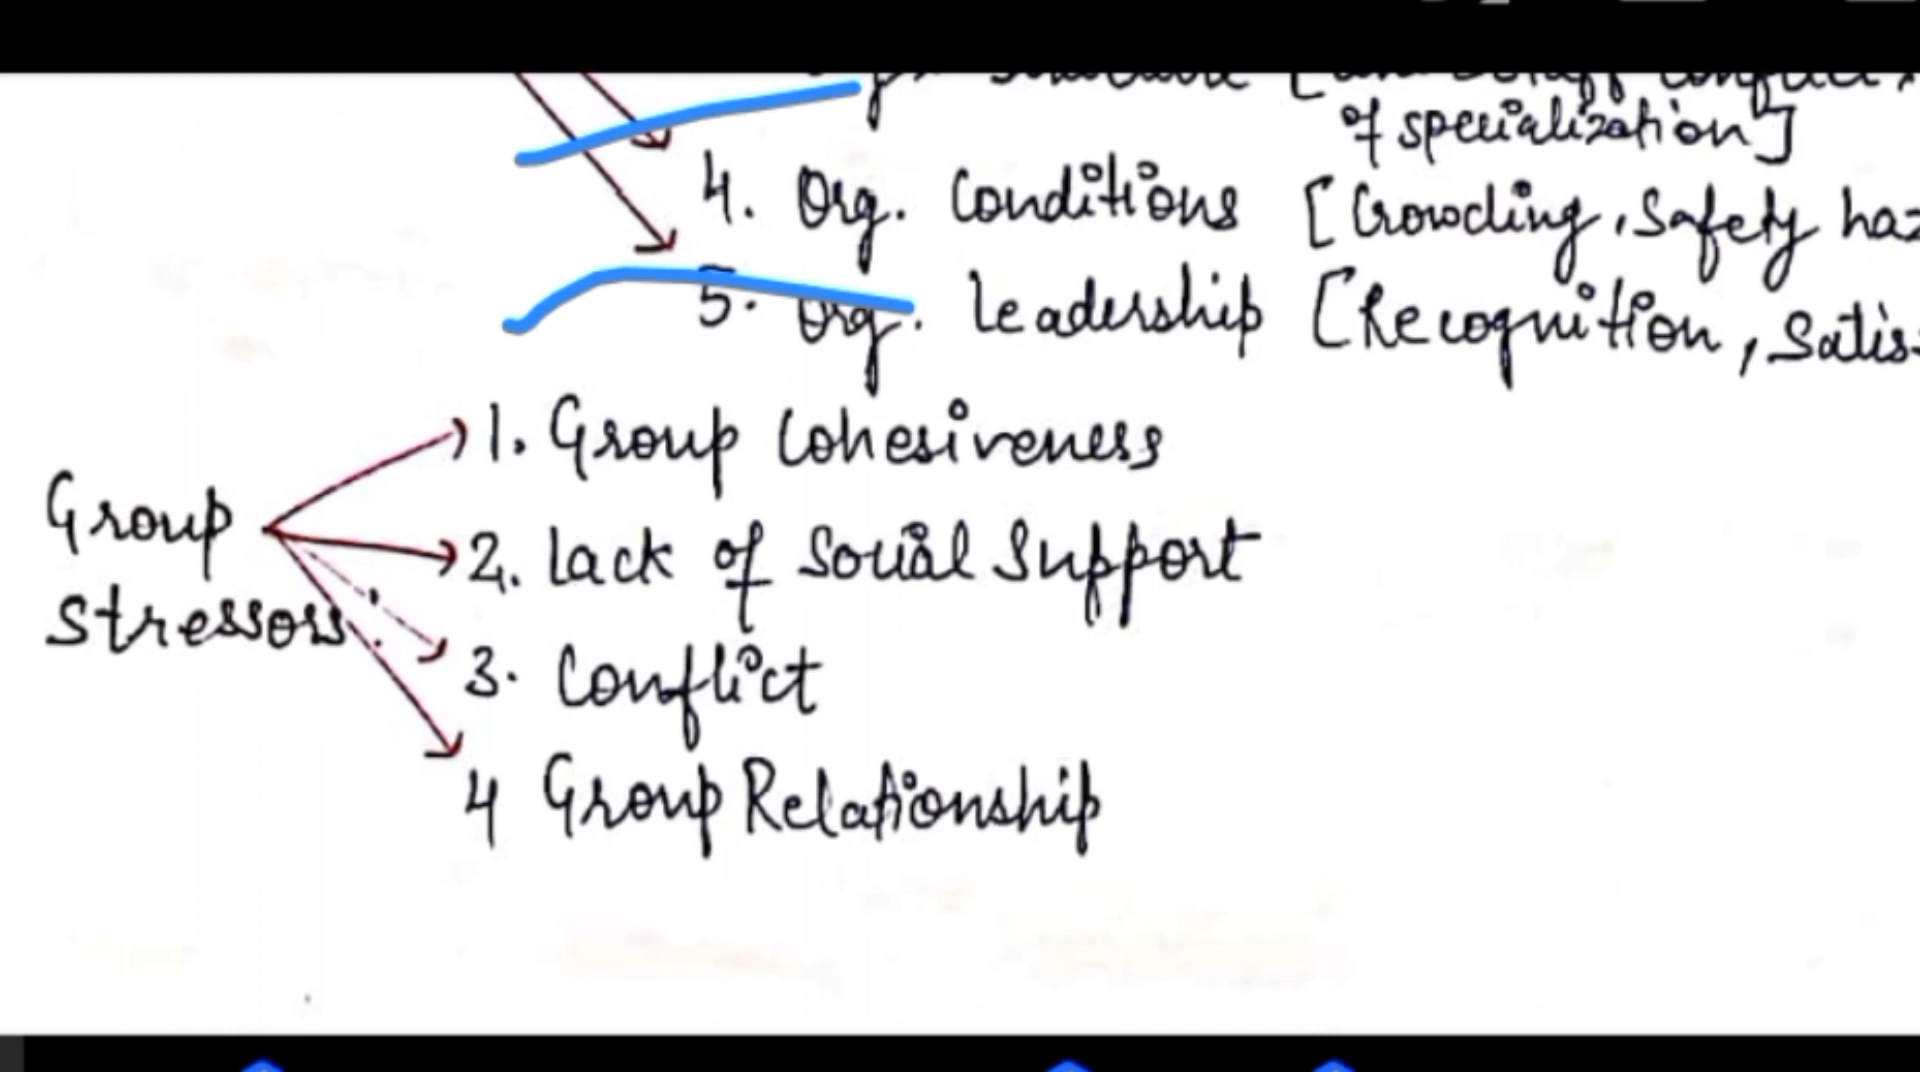 of specialization]
4. Org. Conditions [Crowding, Safety
5. Org. Leadership [Recognition,
1. Group Cohesiveness
Group
2. Lack of Social Support
Stressors:
3. Conflict
4 Group Relationship